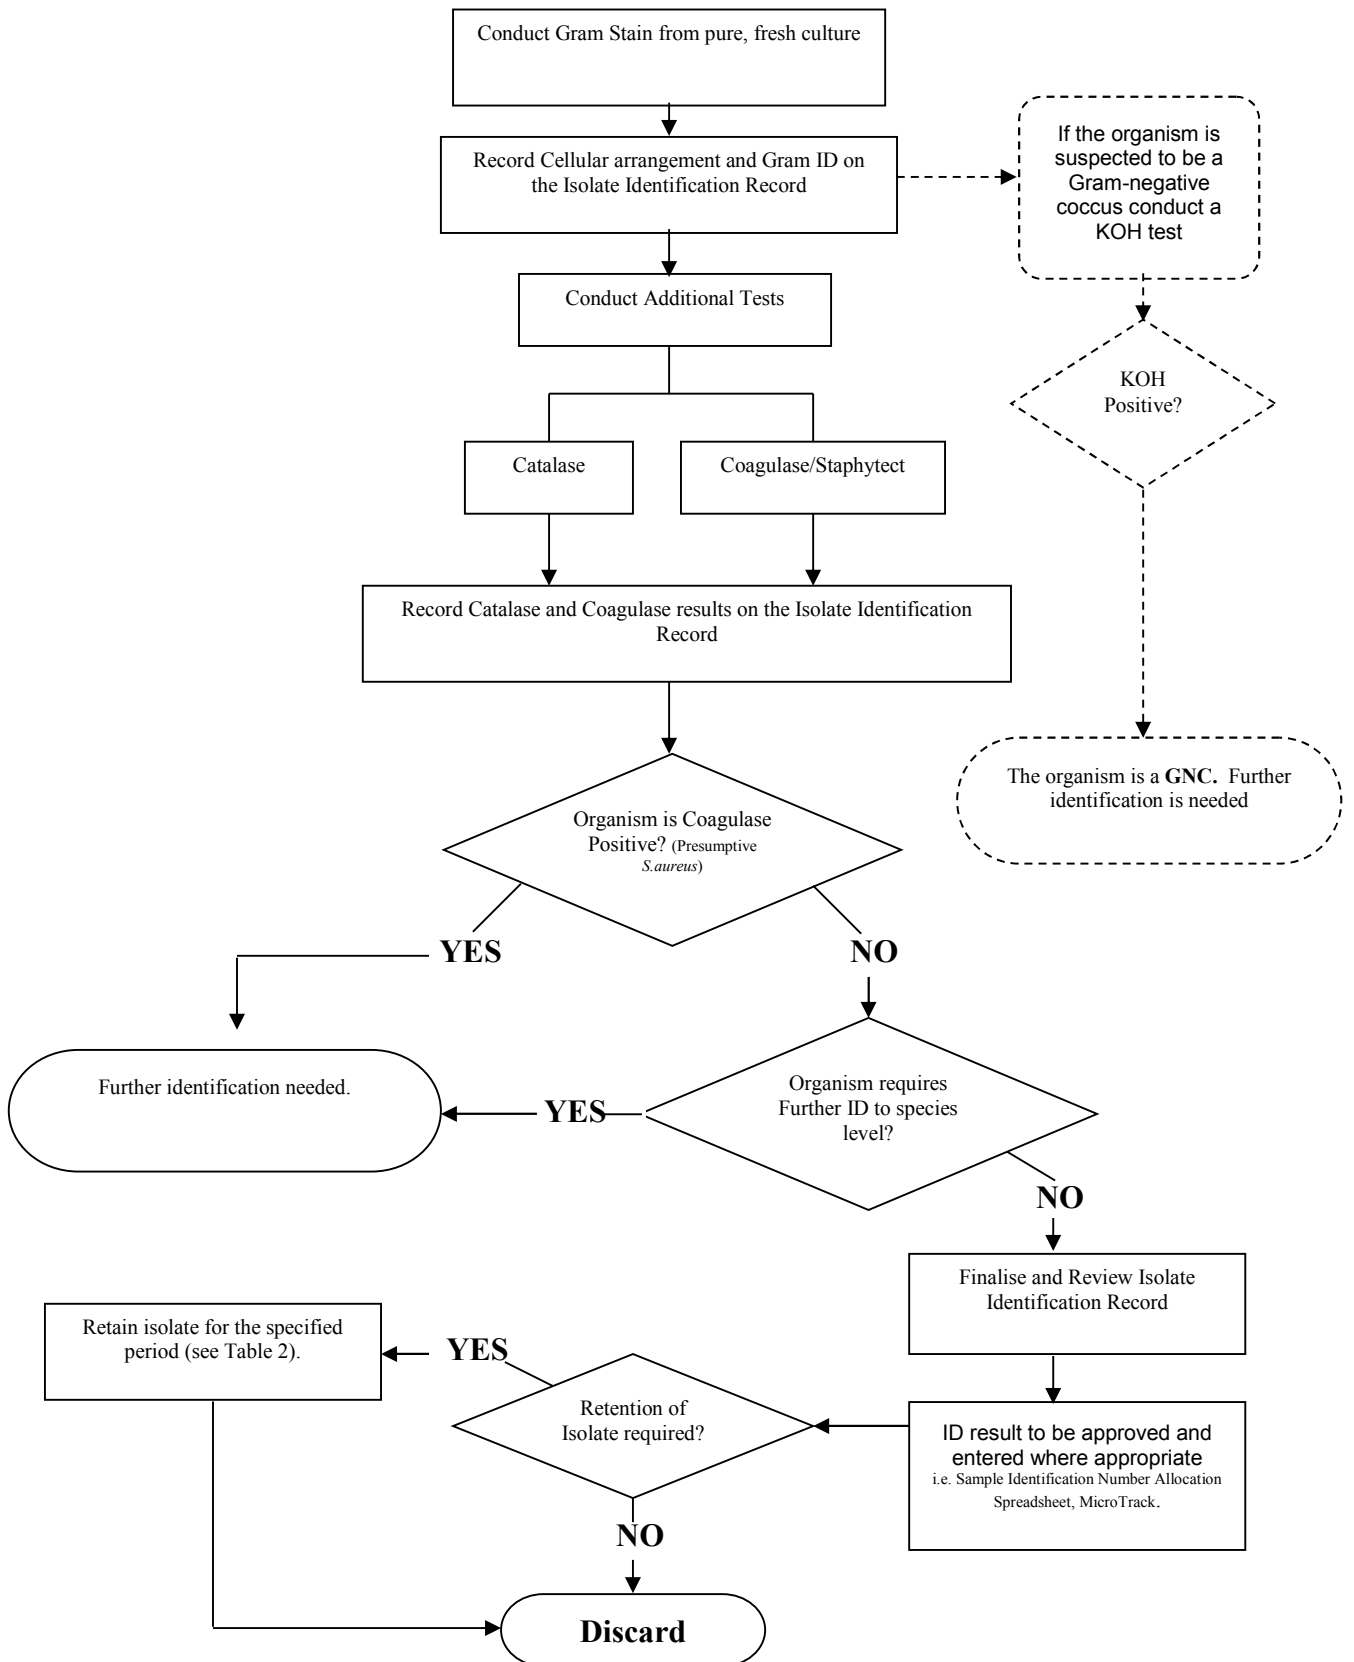 Conduct Gram Stain from pure, fresh culture
Record Cellular arrangement and Gram ID on
the Isolate Identification Record
If the organism is
suspected to be a
Gram-negative
coccus conduct a
KOH test
Conduct Additional Tests
KOH
Positive?
Catalase
Coagulase/Staphytect
Record Catalase and Coagulase results on the Isolate Identification
Record
The organism is a GNC.  Further
identification is needed
Organism is Coagulase
Positive? (Presumptive
S.aureus)
YES
NO
Further identification needed.
Organism requires
Further ID to species
level?
YES
NO
Finalise and Review Isolate
Identification Record
Retain isolate for the specified
period (see Table 2).
YES
Retention of
Isolate required?
ID result to be approved and
entered where appropriate
i.e. Sample Identification Number Allocation
Spreadsheet, MicroTrack.
NO
Discard